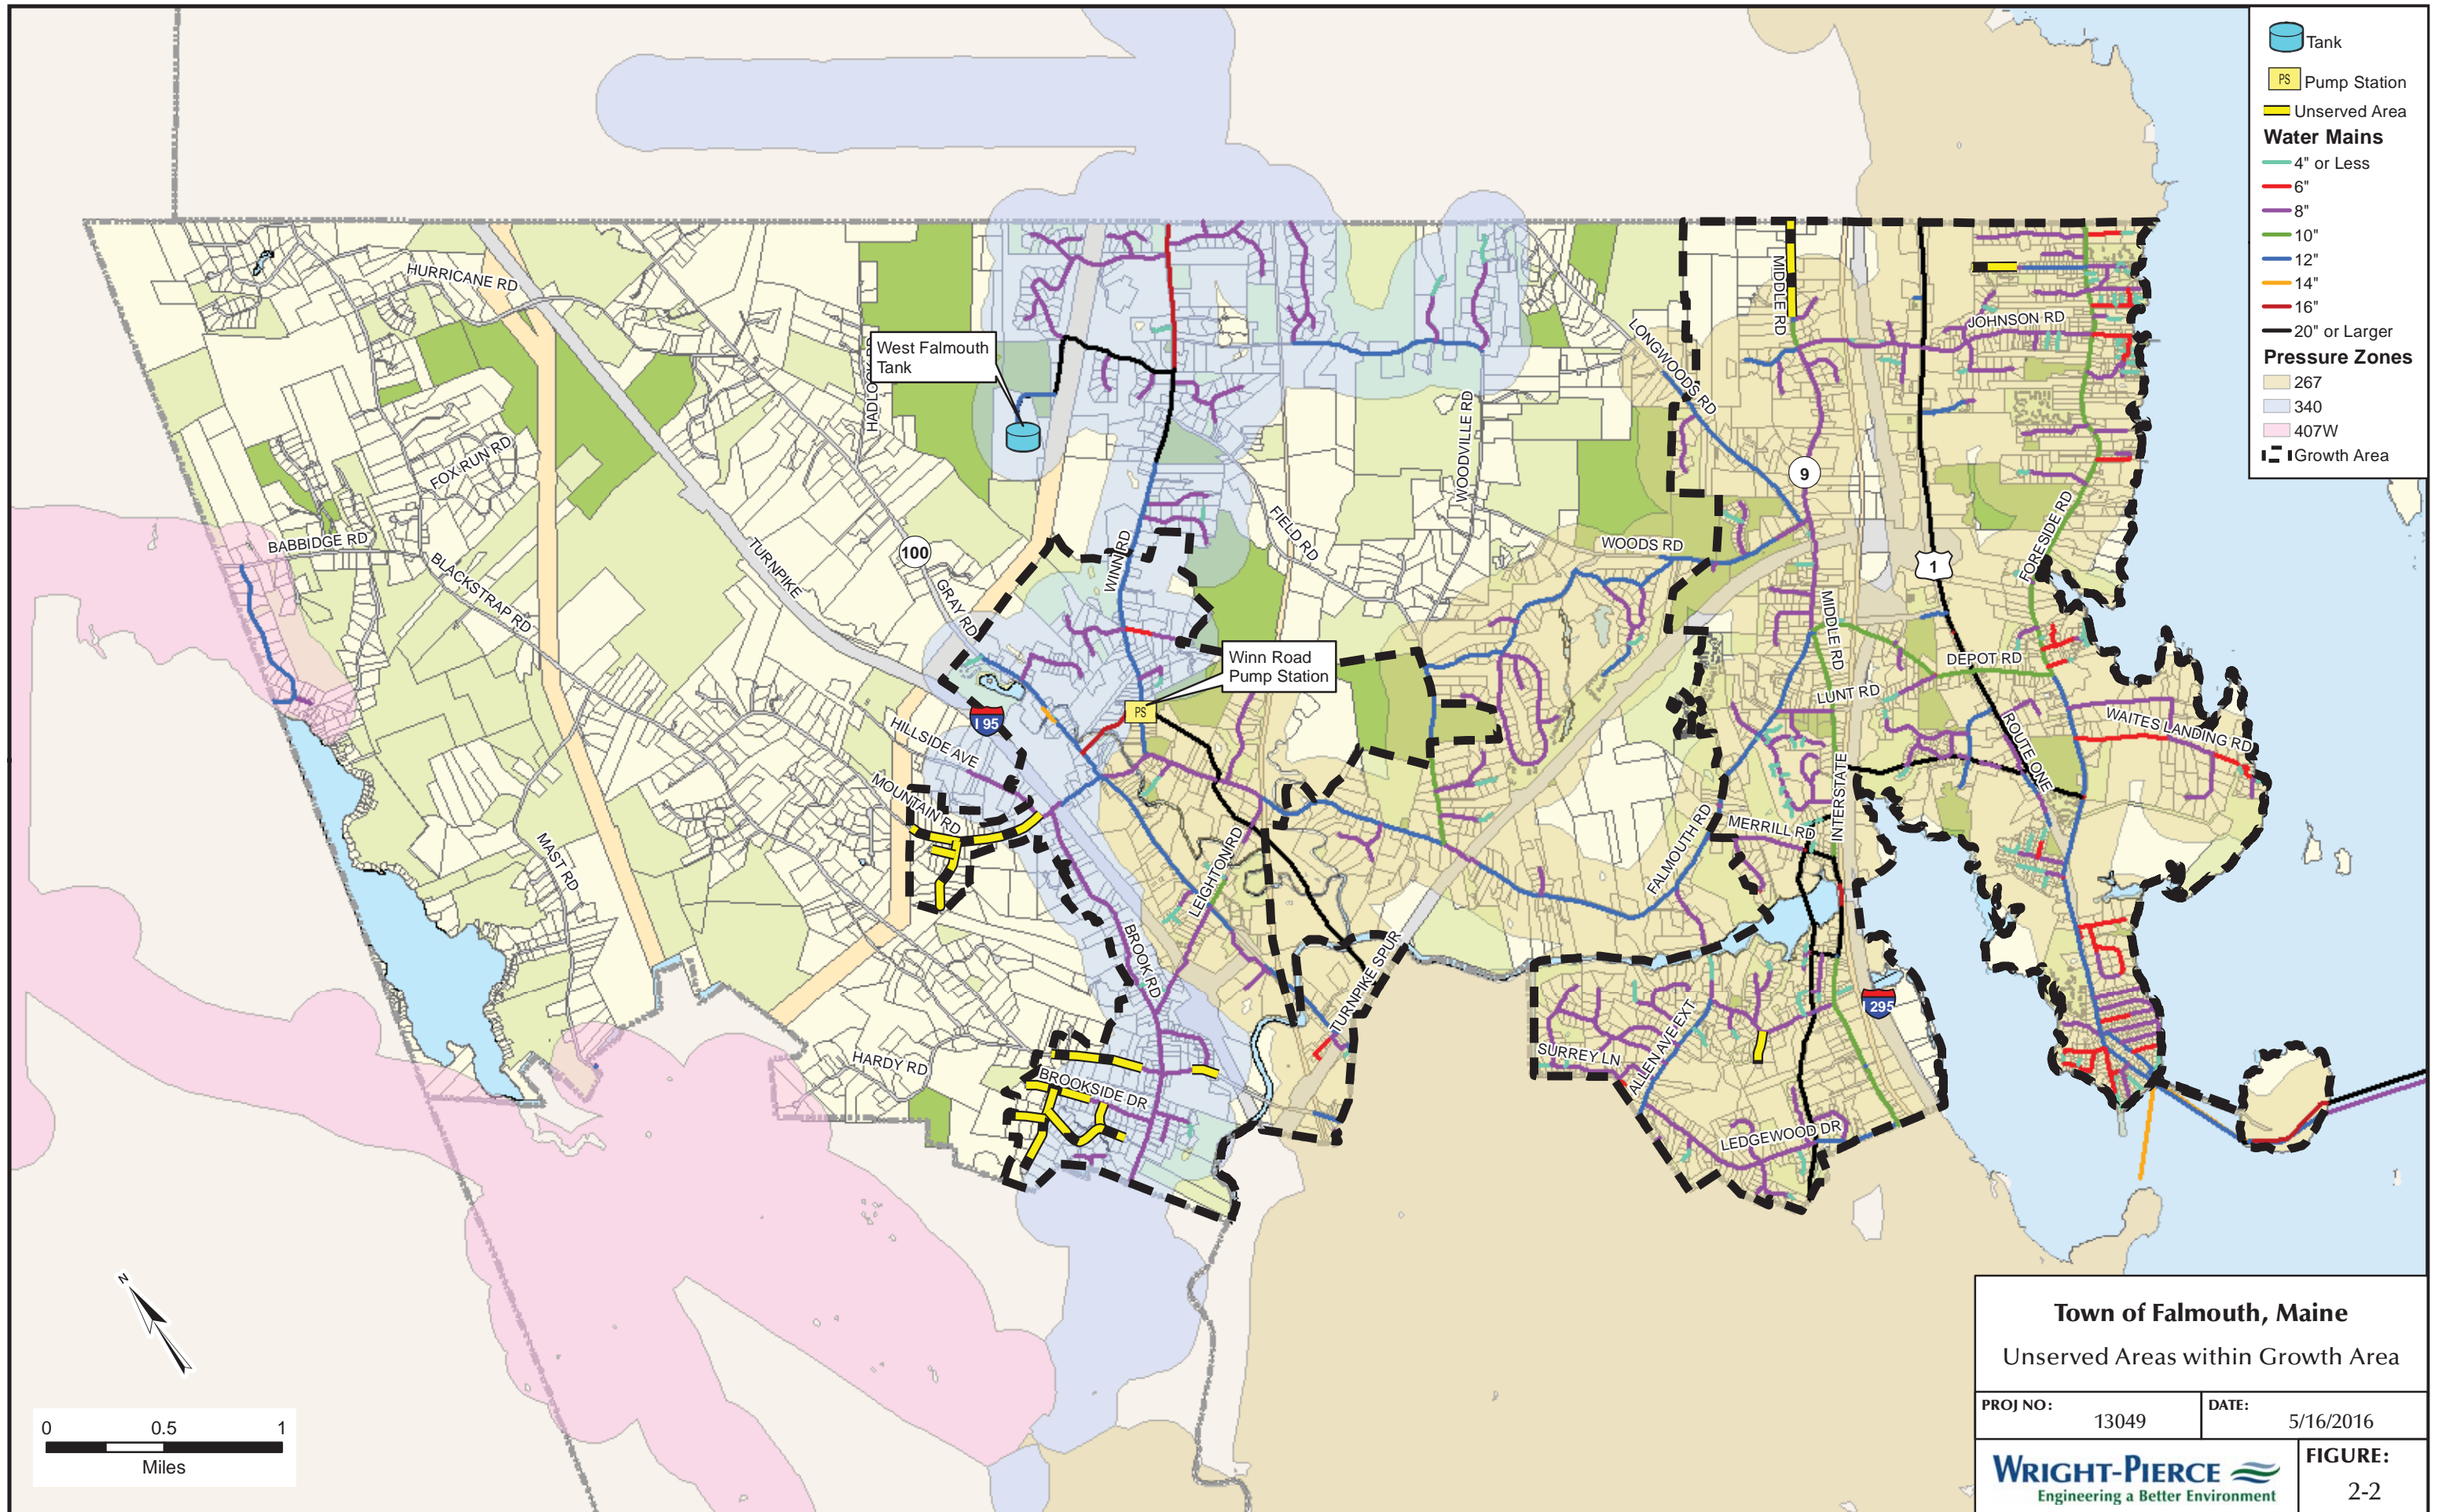 Tank
PS Pump Station
Unserved Area
Water Mains
4" or Less
6"
8"
10"
12"
14"
16"
20" or Larger
Pressure Zones
267
340
407W
Growth Area
HURRICANE RD
MIDDLE RD
JOHNSON RD
LONGWOODS RD
West Falmouth
Tank
FOX RUN RD
WOODVILLE RD
9
FIELD RD
FORESIDE RD
BABBIDGE RD
WOODS RD
100
TURNPIKE
WINN RD
1
BLACKSTRAP RD
GRAY RD
MIDDLE RD
Winn Road
Pump Station
DEPOT RD
LUNT RD
PS
I 95
HILLSIDE AVE
WAITES LANDING RD
ROUTE ONE
MOUNTAIN RD
INTERSTATE
MERRILL RD
FALMOUTH RD
LEIGHTON RD
MAST RD
BROOK RD
TURNPIKE SPUR
I 295
ALLEN AVE EXT
SURREY LN
HARDY RD
BROOKSIDE DR
LEDGEWOOD DR
N
0 0.5 1
Miles
Town of Falmouth, Maine
Unserved Areas within Growth Area
PROJ NO: 13049
DATE: 5/16/2016
WRIGHT-PIERCE
Engineering a Better Environment
FIGURE:
2-2